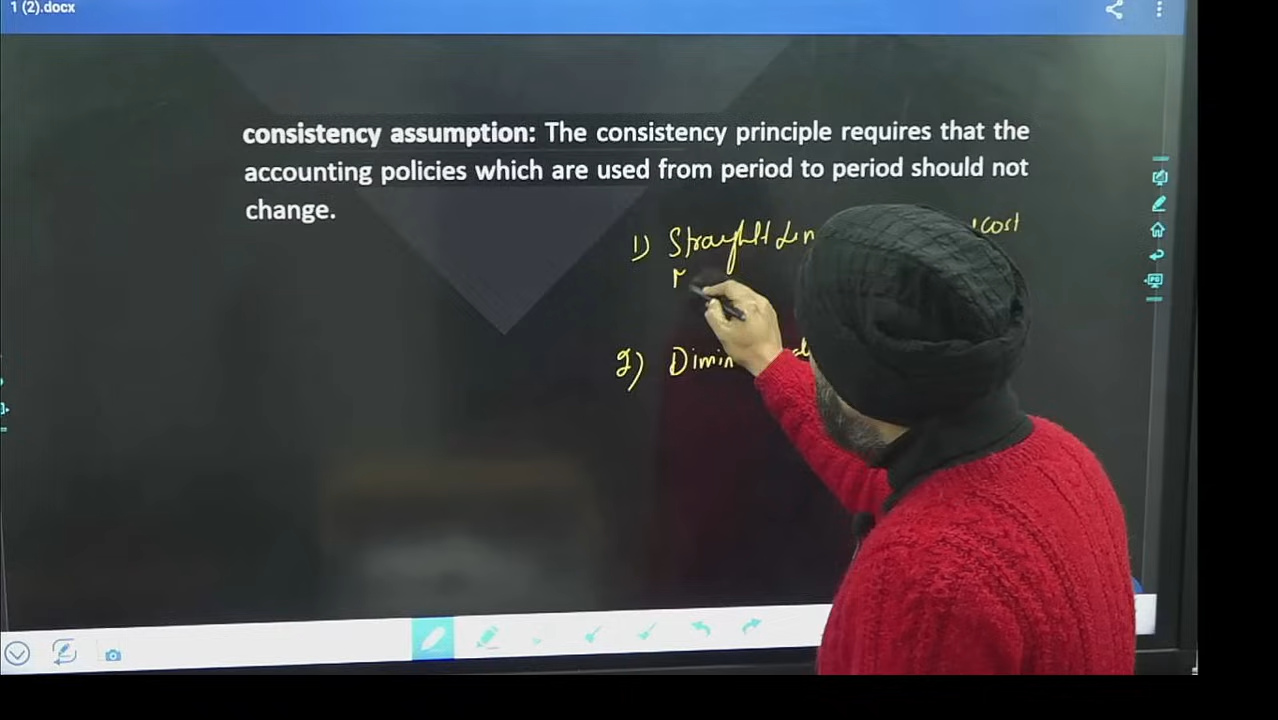 1 (2).docx
consistency assumption: The consistency principle requires that the
accounting policies which are used from period to period should not
change.
1) Straight Lin cost
2) Dimin